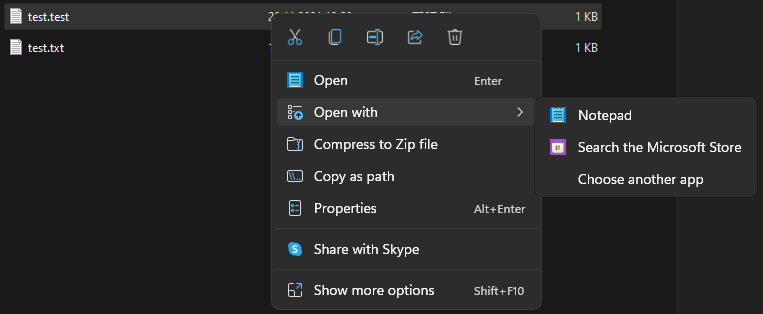 test.test 1 KB
test.txt 1 KB
Open Enter
Open with
Notepad
Search the Microsoft Store
Choose another app
Compress to Zip file
Copy as path
Properties Alt+Enter
Share with Skype
Show more options Shift+F10